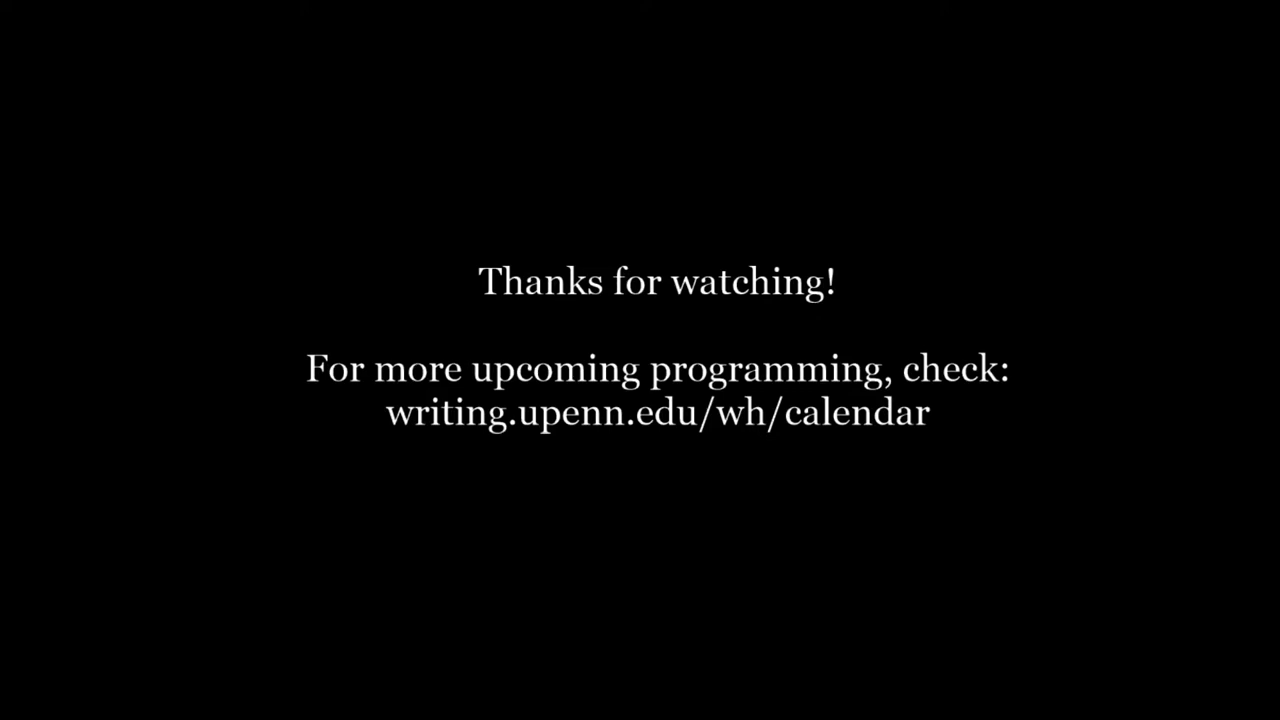 Thanks for watching!
For more upcoming programming, check:
writing.upenn.edu/wh/calendar